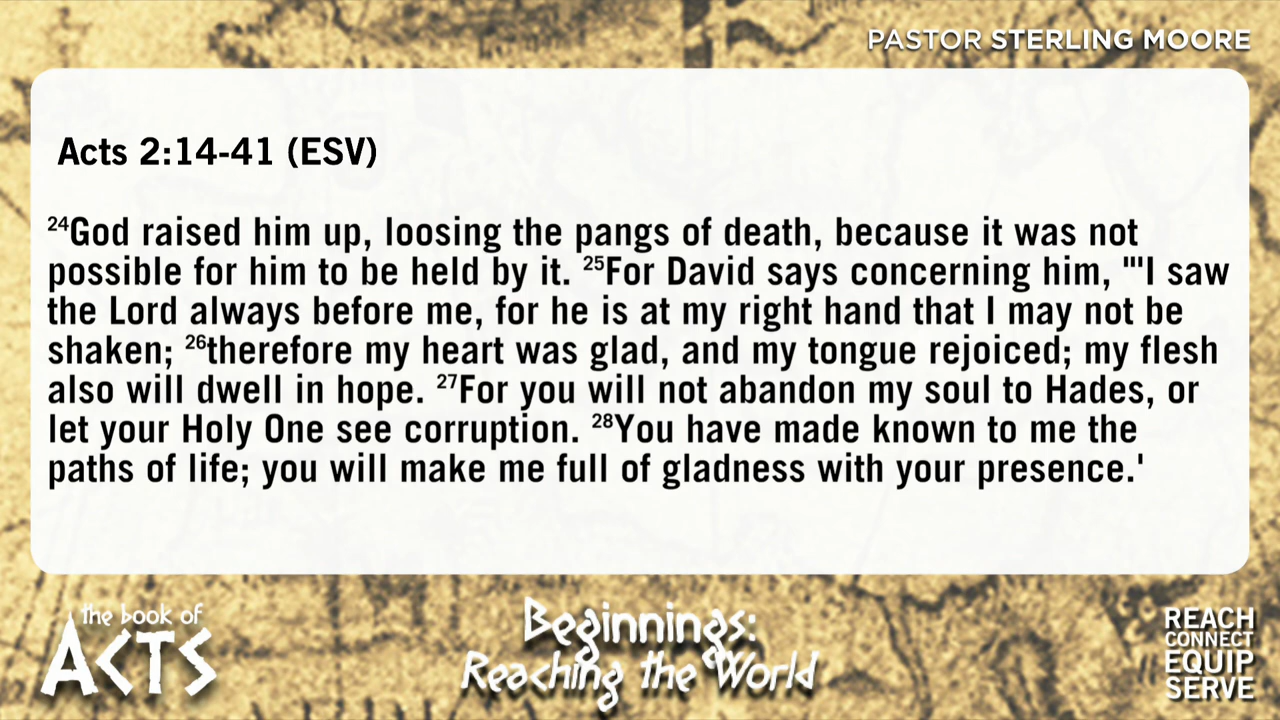 PASTOR STERLING MOORE
Acts 2:14-41 (ESV)
24God raised him up, loosing the pangs of death, because it was not
possible for him to be held by it. 25For David says concerning him, "'I saw
the Lord always before me, for he is at my right hand that I may not be
shaken; 26therefore my heart was glad, and my tongue rejoiced; my flesh
also will dwell in hope. 27For you will not abandon my soul to Hades, or
let your Holy One see corruption. 28You have made known to me the
paths of life; you will make me full of gladness with your presence.'
the book of
ACTS
Beginnings:
Reaching the World
REACH
CONNECT
EQUIP
SERVE